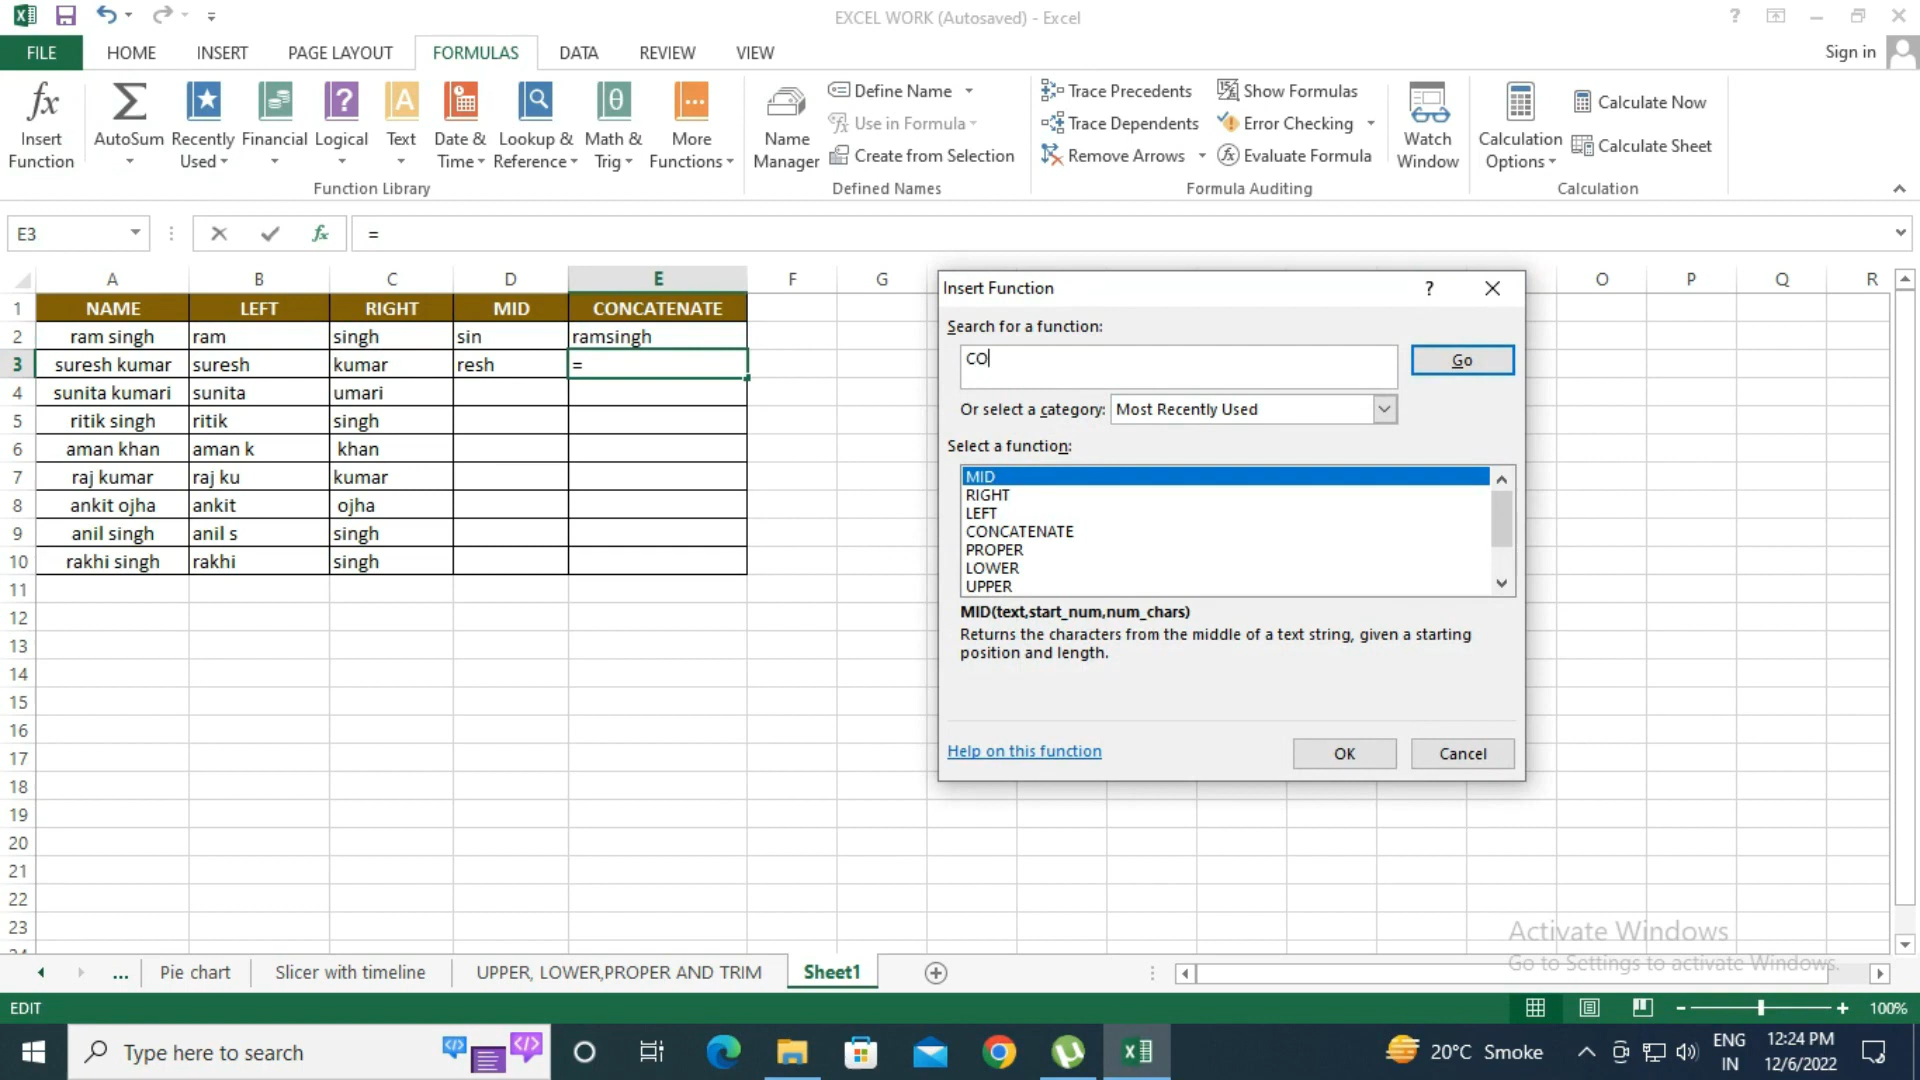 EXCEL WORK (Autosaved) - Excel
?
FILE HOME INSERT PAGE LAYOUT FORMULAS DATA REVIEW VIEW Sign in
Insert Function
AutoSum
Recently Used
Financial
Logical
Text
Date & Time
Lookup & Reference
Math & Trig
More Functions
Function Library
Name Manager
Define Name
Use in Formula
Create from Selection
Defined Names
Trace Precedents
Trace Dependents
Remove Arrows
Show Formulas
Error Checking
Evaluate Formula
Formula Auditing
Watch Window
Calculation Options
Calculate Now
Calculate Sheet
Calculation
E3 fx =
A B C D E F G O P Q R
1 NAME LEFT RIGHT MID CONCATENATE
2 ram singh ram singh sin ramsingh
3 suresh kumar suresh kumar resh =
4 sunita kumari sunita umari
5 ritik singh ritik singh
6 aman khan aman k khan
7 raj kumar raj ku kumar
8 ankit ojha ankit ojha
9 anil singh anil s singh
10 rakhi singh rakhi singh
11
12
13
14
15
16
17
18
19
20
21
22
23
Insert Function ?
Search for a function:
CO
Go
Or select a category: Most Recently Used
Select a function:
MID
RIGHT
LEFT
CONCATENATE
PROPER
LOWER
UPPER
MID(text,start_num,num_chars)
Returns the characters from the middle of a text string, given a starting
position and length.
Help on this function
OK Cancel
Activate Windows
Go to Settings to activate Windows.
... Pie chart Slicer with timeline UPPER, LOWER,PROPER AND TRIM Sheet1
EDIT 100%
Type here to search
20°C Smoke
ENG
IN
12:24 PM
12/6/2022